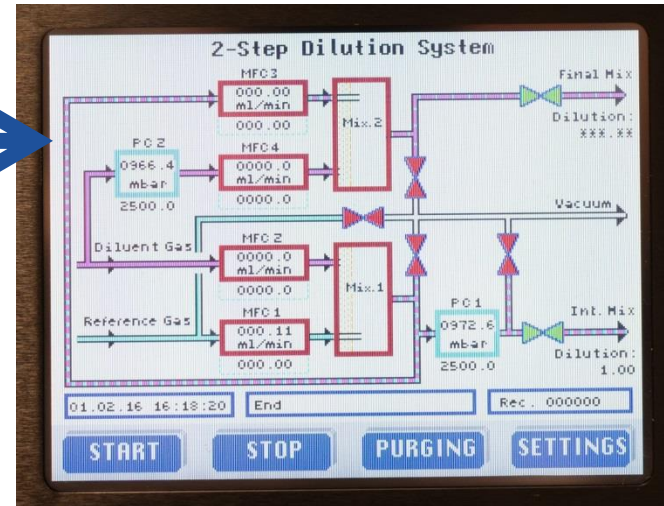 2-Step Dilution System
MFC3
000.00
ml/min
000.00
Mix.2
Final Mix
Dilution:
***.**
PC2
0966.4
mbar
2500.0
MFC4
0000.0
ml/min
0000.0
Vacuum
Diluent Gas
MFC2
0000.0
ml/min
0000.0
Mix.1
Reference Gas
MFC1
000.11
ml/min
000.00
PC1
0972.6
mbar
2500.0
Int. Mix
Dilution:
1.00
01.02.16 16:18:20
End
Rec. 000000
START
STOP
PURGING
SETTINGS